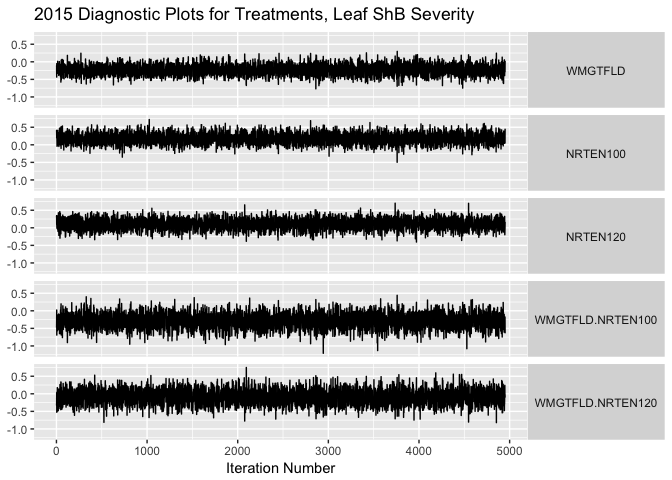 2015 Diagnostic Plots for Treatments, Leaf ShB Severity
0.5
0.0
-0.5
-1.0
WMGTFLD
0.5
0.0
-0.5
-1.0
NRTEN100
0.5
0.0
-0.5
-1.0
NRTEN120
0.5
0.0
-0.5
-1.0
WMGTFLD.NRTEN100
0.5
0.0
-0.5
-1.0
WMGTFLD.NRTEN120
0 1000 2000 3000 4000 5000
Iteration Number